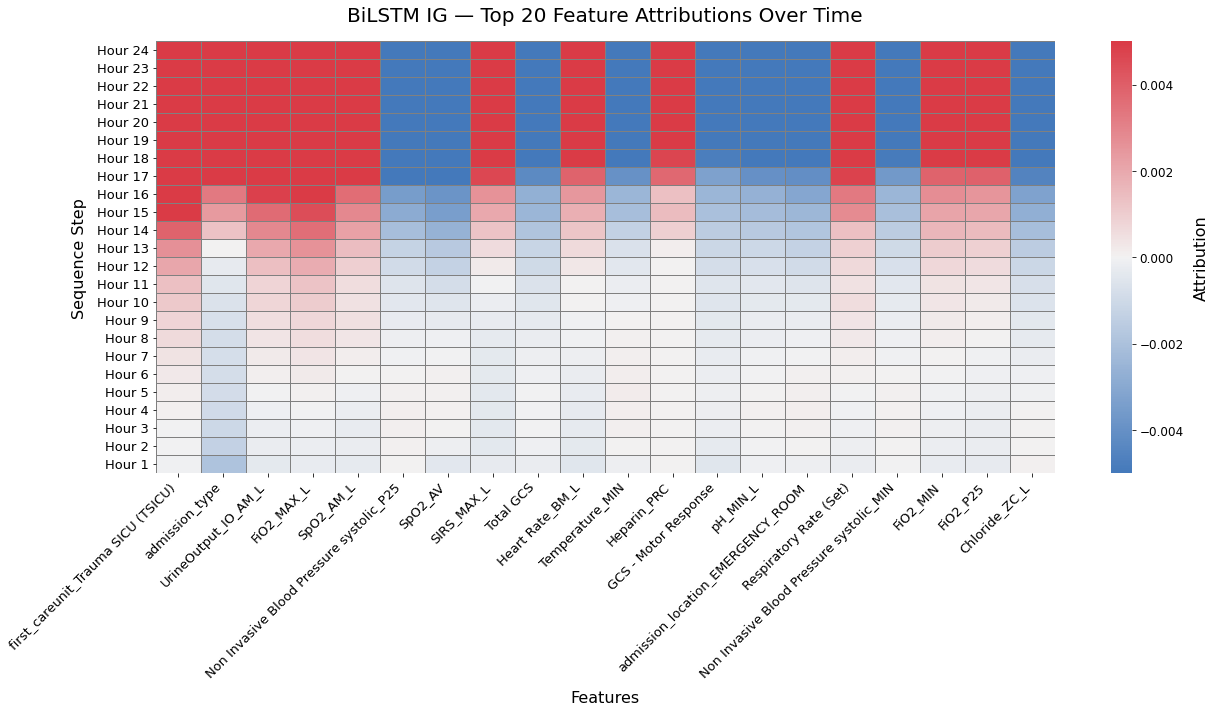 BiLSTM IG — Top 20 Feature Attributions Over Time
Sequence Step
Hour 24
Hour 23
Hour 22
Hour 21
Hour 20
Hour 19
Hour 18
Hour 17
Hour 16
Hour 15
Hour 14
Hour 13
Hour 12
Hour 11
Hour 10
Hour 9
Hour 8
Hour 7
Hour 6
Hour 5
Hour 4
Hour 3
Hour 2
Hour 1
first_careunit_Trauma SICU (TSICU)
admission_type
UrineOutput_IO_AM_L
FiO2_MAX_L
SpO2_AM_L
Non Invasive Blood Pressure systolic_P25
SpO2_AV
SIRS_MAX_L
Total GCS
Heart Rate_BM_L
Temperature_MIN
Heparin_PRC
GCS - Motor Response
pH_MIN_L
admission_location_EMERGENCY_ROOM
Respiratory Rate (Set)
Non Invasive Blood Pressure systolic_MIN
FiO2_MIN
FiO2_P25
Chloride_ZC_L
Features
0.004
0.002
0.000
−0.002
−0.004
Attribution